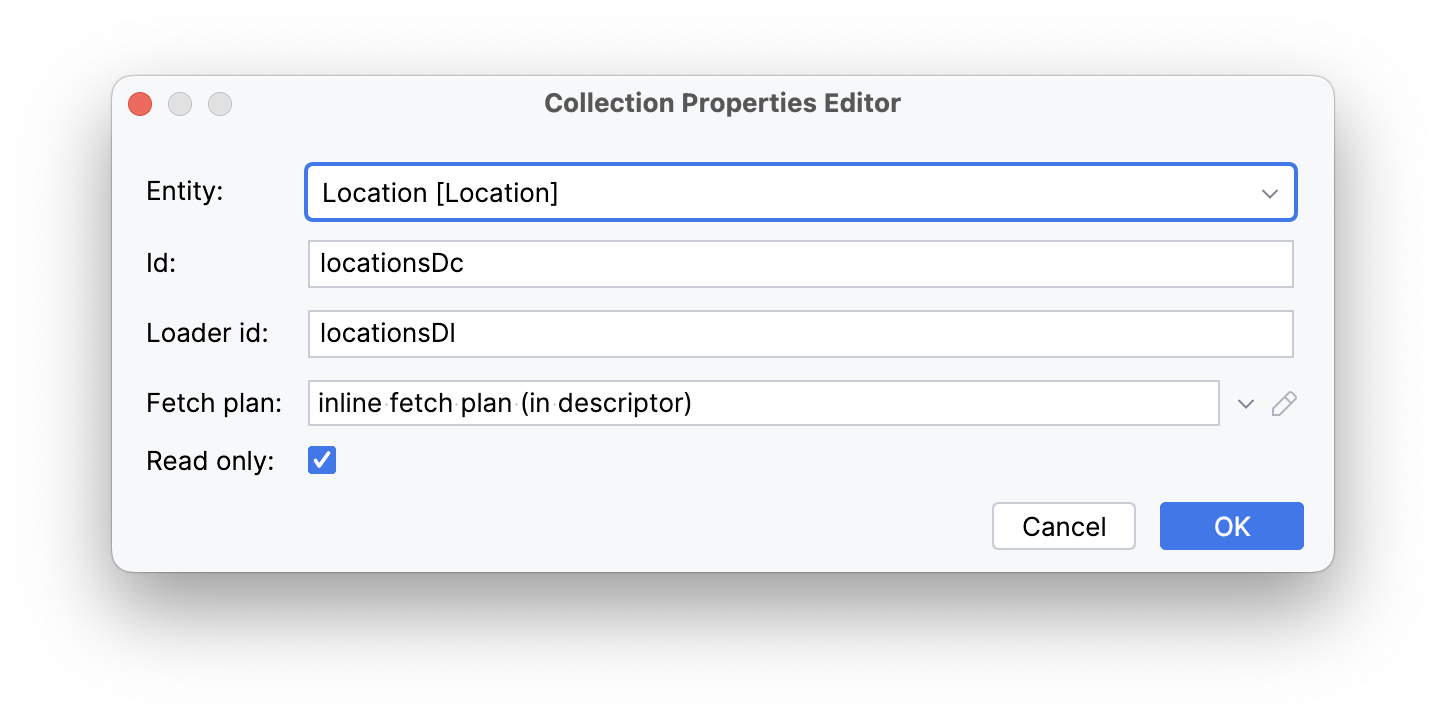 Collection Properties Editor
Entity: Location [Location]
Id: locationsDc
Loader id: locationsDl
Fetch plan: inline fetch plan (in descriptor)
Read only:
Cancel OK